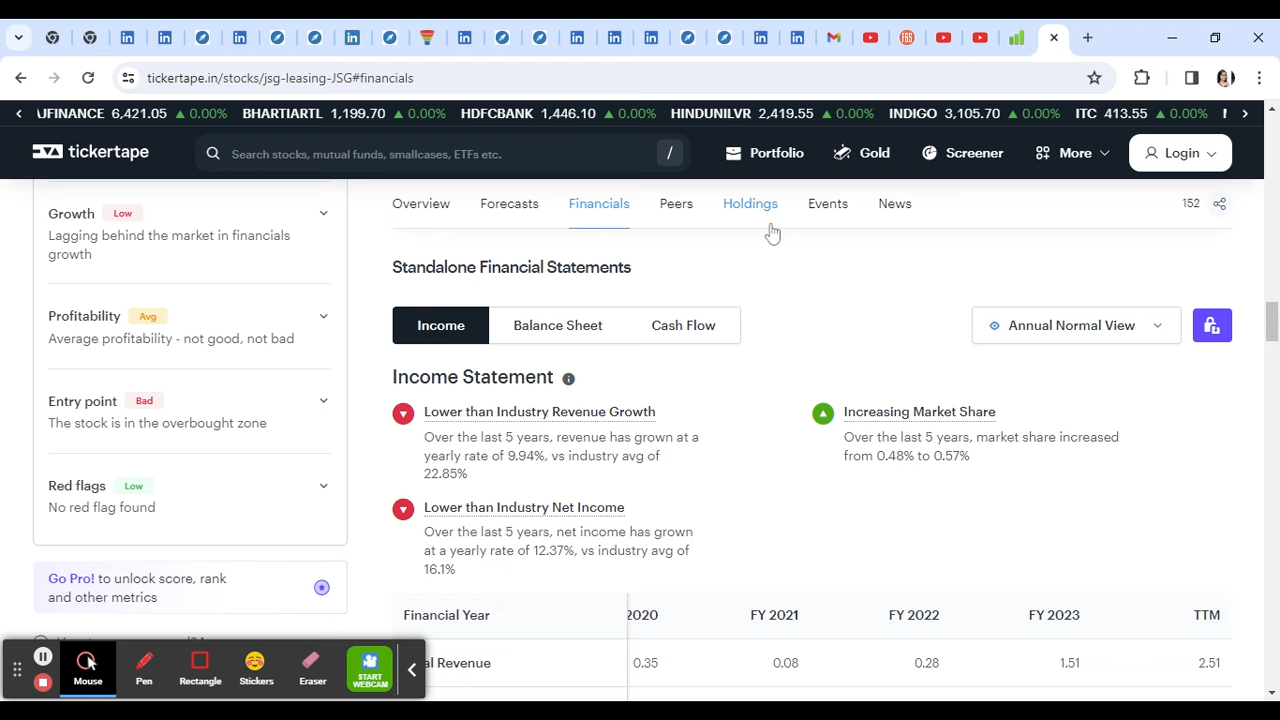 tickertape.in/stocks/jsg-leasing-JSG#financials
JFINANCE 6,421.05 ▲ 0.00% BHARTIARTL 1,199.70 ▲ 0.00% HDFCBANK 1,446.10 ▲ 0.00% HINDUNILVR 2,419.55 ▲ 0.00% INDIGO 3,105.70 ▲ 0.00% ITC 413.55 ▲ 0.00%
tickertape
Search stocks, mutual funds, smallcases, ETFs etc. /
Portfolio Gold Screener More Login
Overview Forecasts Financials Peers Holdings Events News 152
Growth Low
Lagging behind the market in financials
growth
Profitability Avg
Average profitability - not good, not bad
Entry point Bad
The stock is in the overbought zone
Red flags Low
No red flag found
Go Pro! to unlock score, rank
and other metrics
Standalone Financial Statements
Income Balance Sheet Cash Flow Annual Normal View
Income Statement
Lower than Industry Revenue Growth
Over the last 5 years, revenue has grown at a
yearly rate of 9.94%, vs industry avg of
22.85%
Increasing Market Share
Over the last 5 years, market share increased
from 0.48% to 0.57%
Lower than Industry Net Income
Over the last 5 years, net income has grown
at a yearly rate of 12.37%, vs industry avg of
16.1%
Financial Year 2020 FY 2021 FY 2022 FY 2023 TTM
al Revenue 0.35 0.08 0.28 1.51 2.51
Mouse Pen Rectangle Stickers Eraser START
WEBCAM